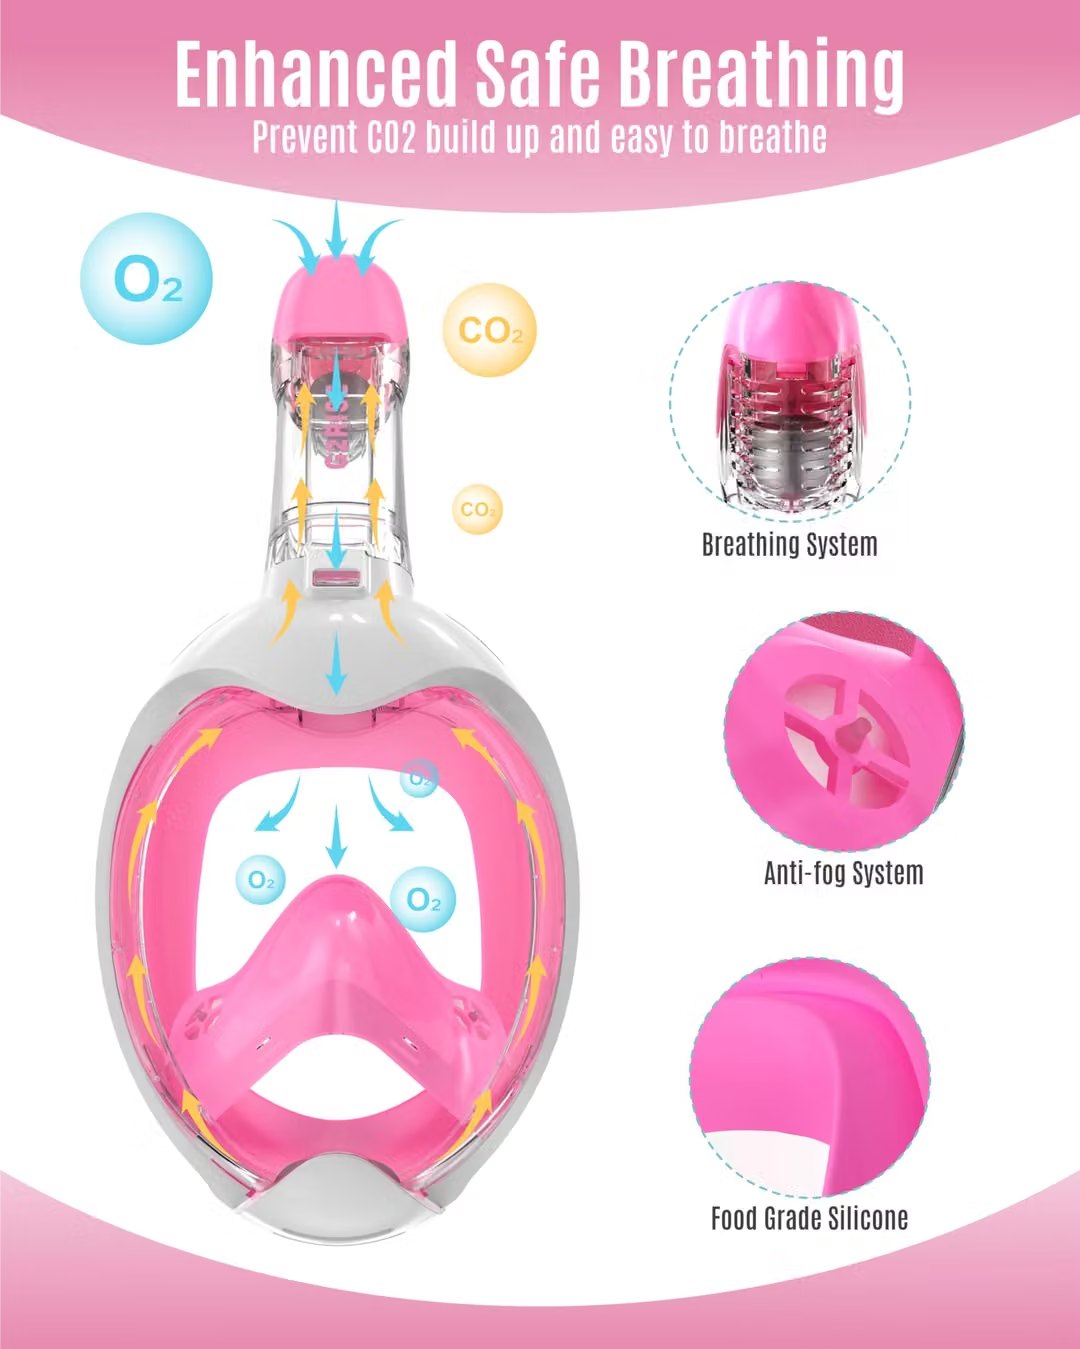 Enhanced Safe Breathing
Prevent CO2 build up and easy to breathe
O₂
CO₂
CO₂
Breathing System
O₂
O₂
O₂
Anti-fog System
Food Grade Silicone